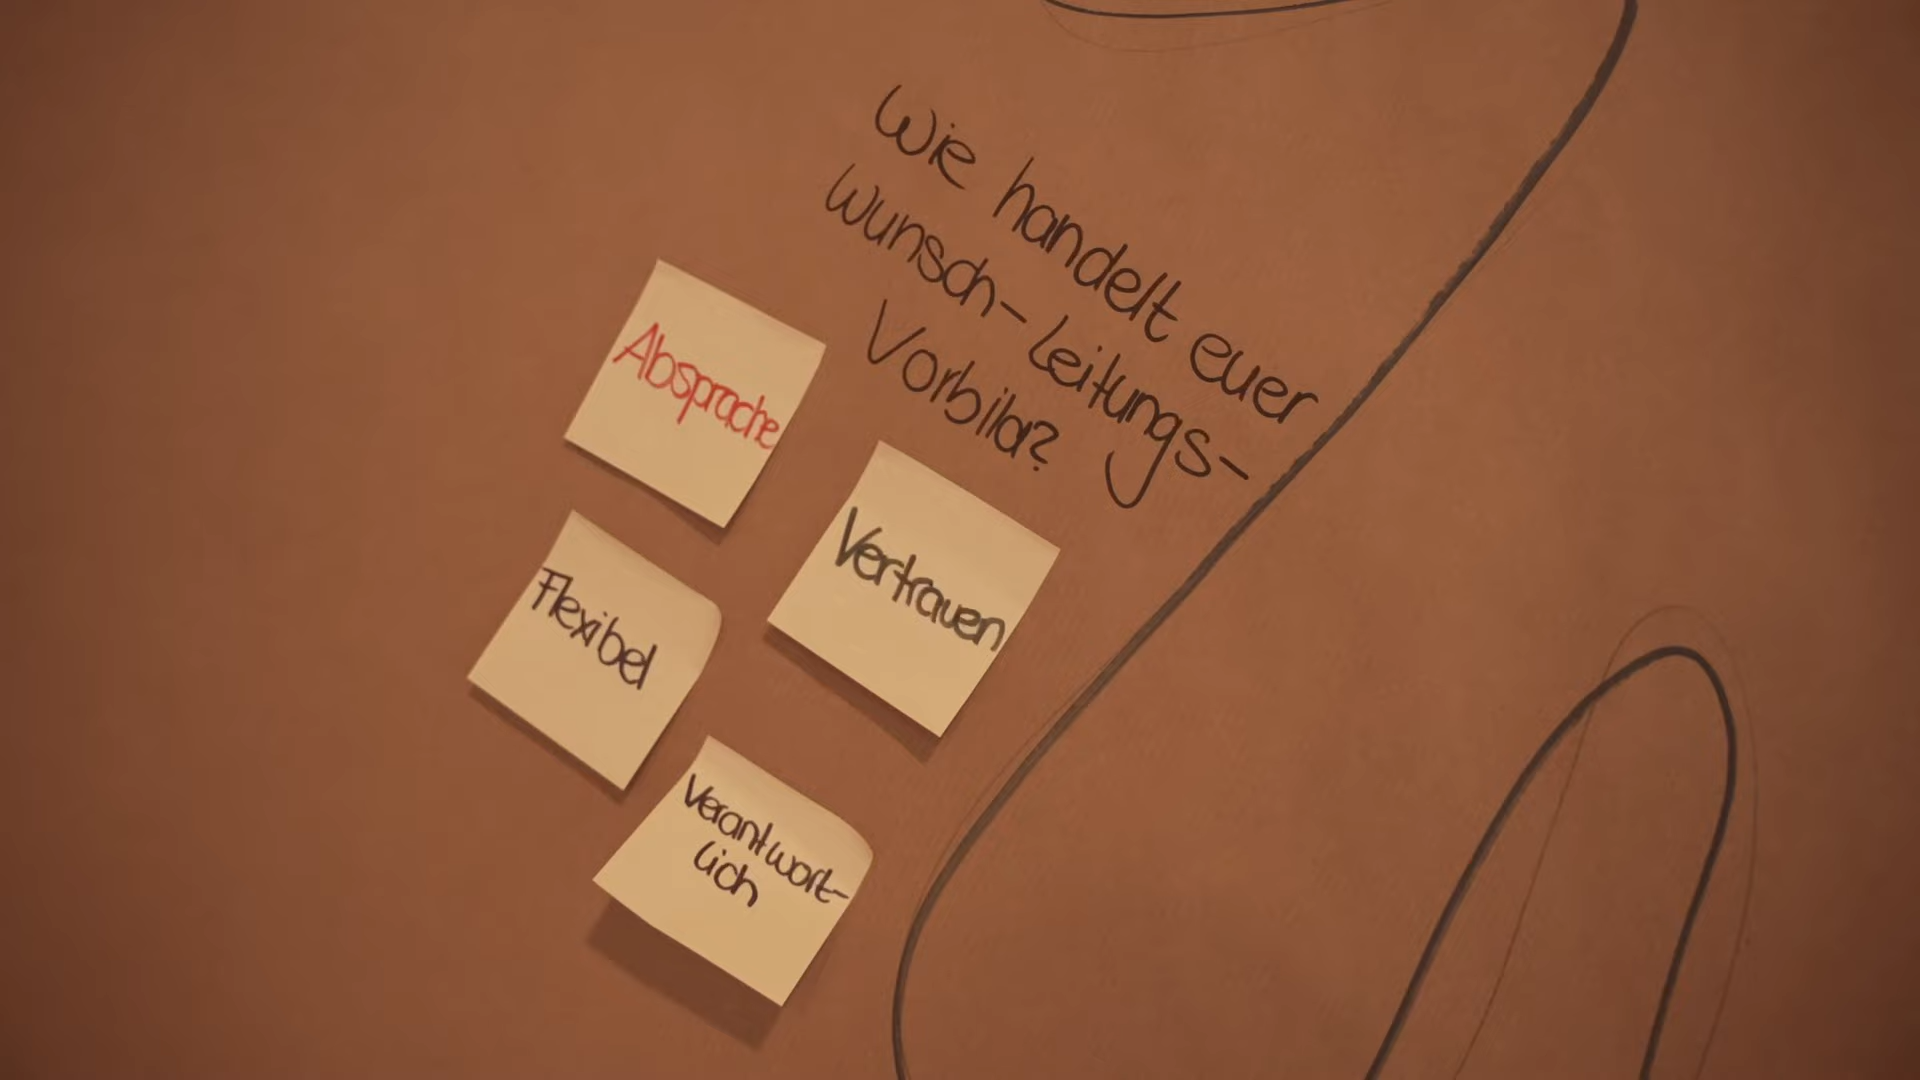 Wie handelt euer
Wunsch-Leitungs-
Vorbild?
Absprache
Vertrauen
Flexibel
Verantwort-
lich